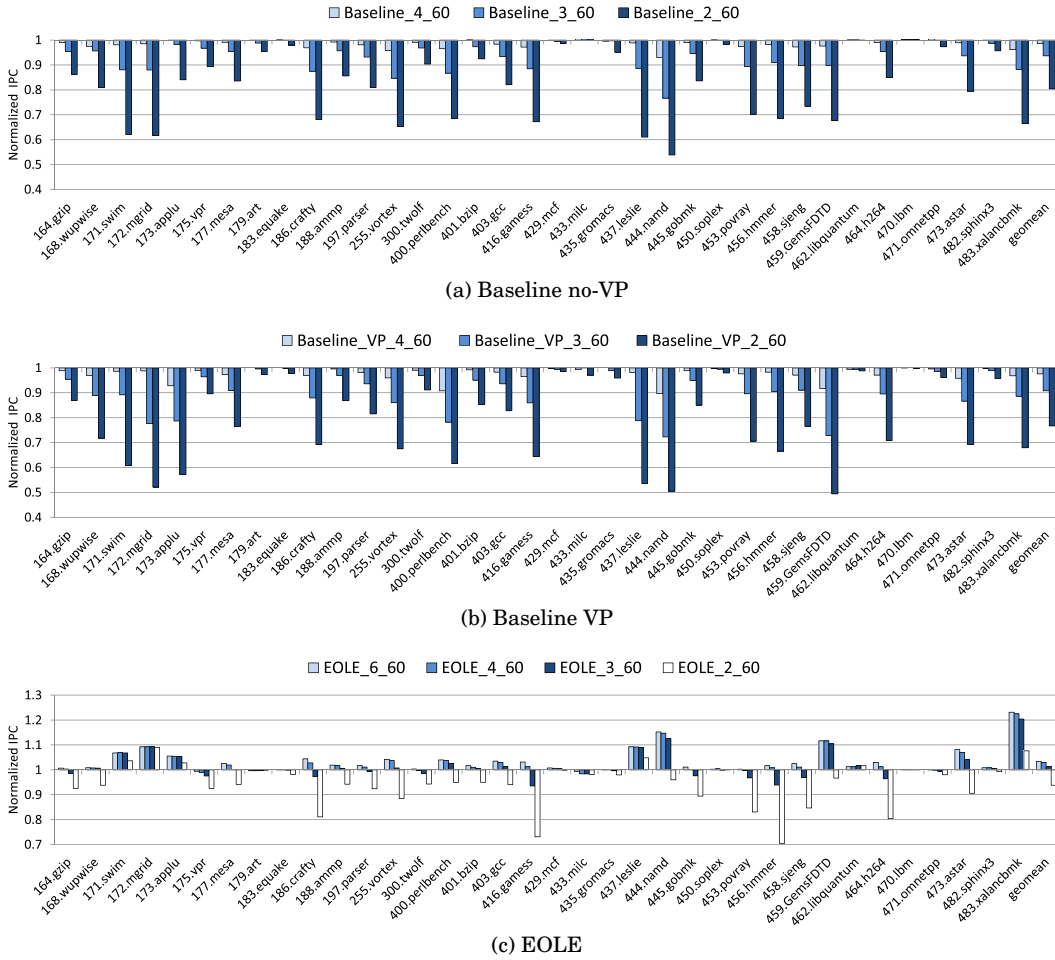 Baseline_4_60 Baseline_3_60 Baseline_2_60
Normalized IPC
1
0.9
0.8
0.7
0.6
0.5
0.4
164.gzip
168.wupwise
171.swim
172.mgrid
173.applu
175.vpr
177.mesa
179.art
183.equake
186.crafty
188.ammp
197.parser
255.vortex
300.twolf
400.perlbench
401.bzip
403.gcc
416.gamess
429.mcf
433.milc
435.gromacs
437.leslie
444.namd
445.gobmk
450.soplex
453.povray
456.hmmer
458.sjeng
459.GemsFDTD
462.libquantum
464.h264
470.lbm
471.omnetpp
473.astar
482.sphinx3
483.xalancbmk
geomean
(a) Baseline no-VP
Baseline_VP_4_60 Baseline_VP_3_60 Baseline_VP_2_60
Normalized IPC
1
0.9
0.8
0.7
0.6
0.5
0.4
164.gzip
168.wupwise
171.swim
172.mgrid
173.applu
175.vpr
177.mesa
179.art
183.equake
186.crafty
188.ammp
197.parser
255.vortex
300.twolf
400.perlbench
401.bzip
403.gcc
416.gamess
429.mcf
433.milc
435.gromacs
437.leslie
444.namd
445.gobmk
450.soplex
453.povray
456.hmmer
458.sjeng
459.GemsFDTD
462.libquantum
464.h264
470.lbm
471.omnetpp
473.astar
482.sphinx3
483.xalancbmk
geomean
(b) Baseline VP
EOLE_6_60 EOLE_4_60 EOLE_3_60 EOLE_2_60
Normalized IPC
1.3
1.2
1.1
1
0.9
0.8
0.7
164.gzip
168.wupwise
171.swim
172.mgrid
173.applu
175.vpr
177.mesa
179.art
183.equake
186.crafty
188.ammp
197.parser
255.vortex
300.twolf
400.perlbench
401.bzip
403.gcc
416.gamess
429.mcf
433.milc
435.gromacs
437.leslie
444.namd
445.gobmk
450.soplex
453.povray
456.hmmer
458.sjeng
459.GemsFDTD
462.libquantum
464.h264
470.lbm
471.omnetpp
473.astar
482.sphinx3
483.xalancbmk
geomean
(c) EOLE